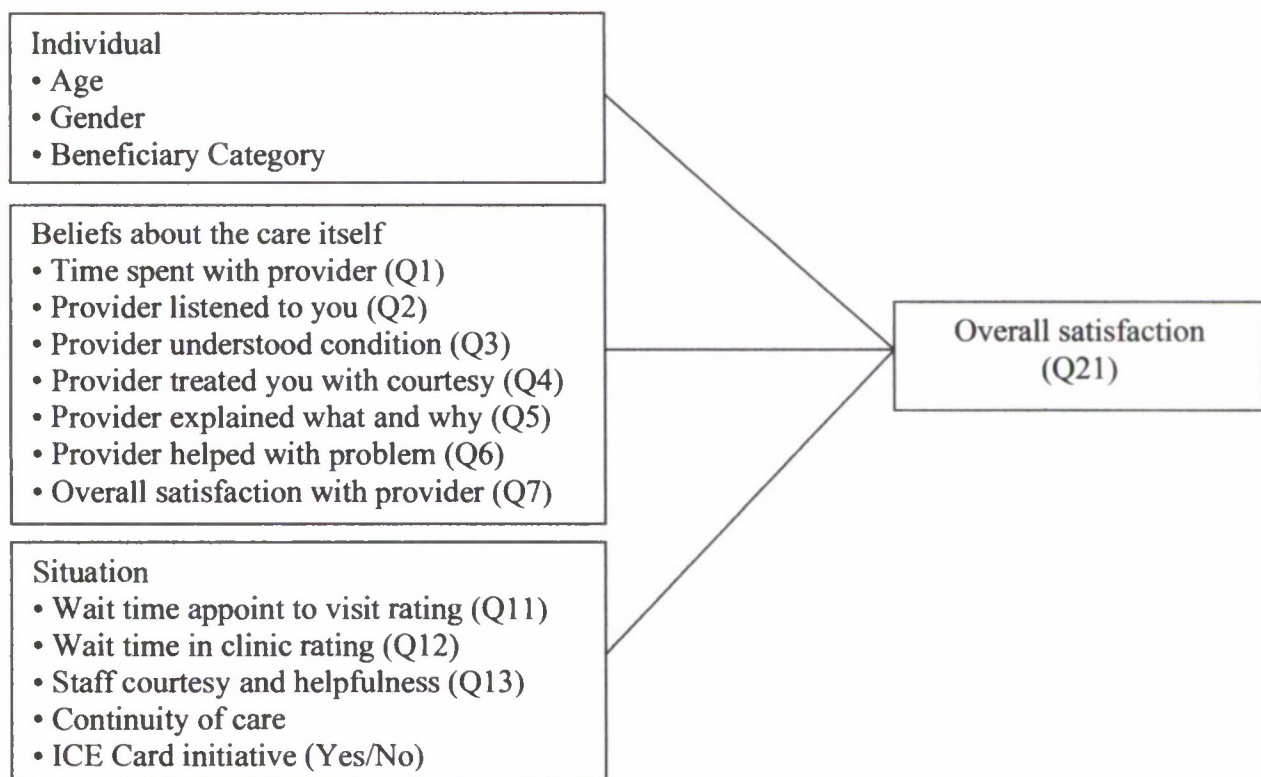 Individual
• Age
• Gender
• Beneficiary Category
Beliefs about the care itself
• Time spent with provider (Q1)
• Provider listened to you (Q2)
• Provider understood condition (Q3)
• Provider treated you with courtesy (Q4)
• Provider explained what and why (Q5)
• Provider helped with problem (Q6)
• Overall satisfaction with provider (Q7)
Situation
• Wait time appoint to visit rating (Q11)
• Wait time in clinic rating (Q12)
• Staff courtesy and helpfulness (Q13)
• Continuity of care
• ICE Card initiative (Yes/No)
Overall satisfaction
(Q21)